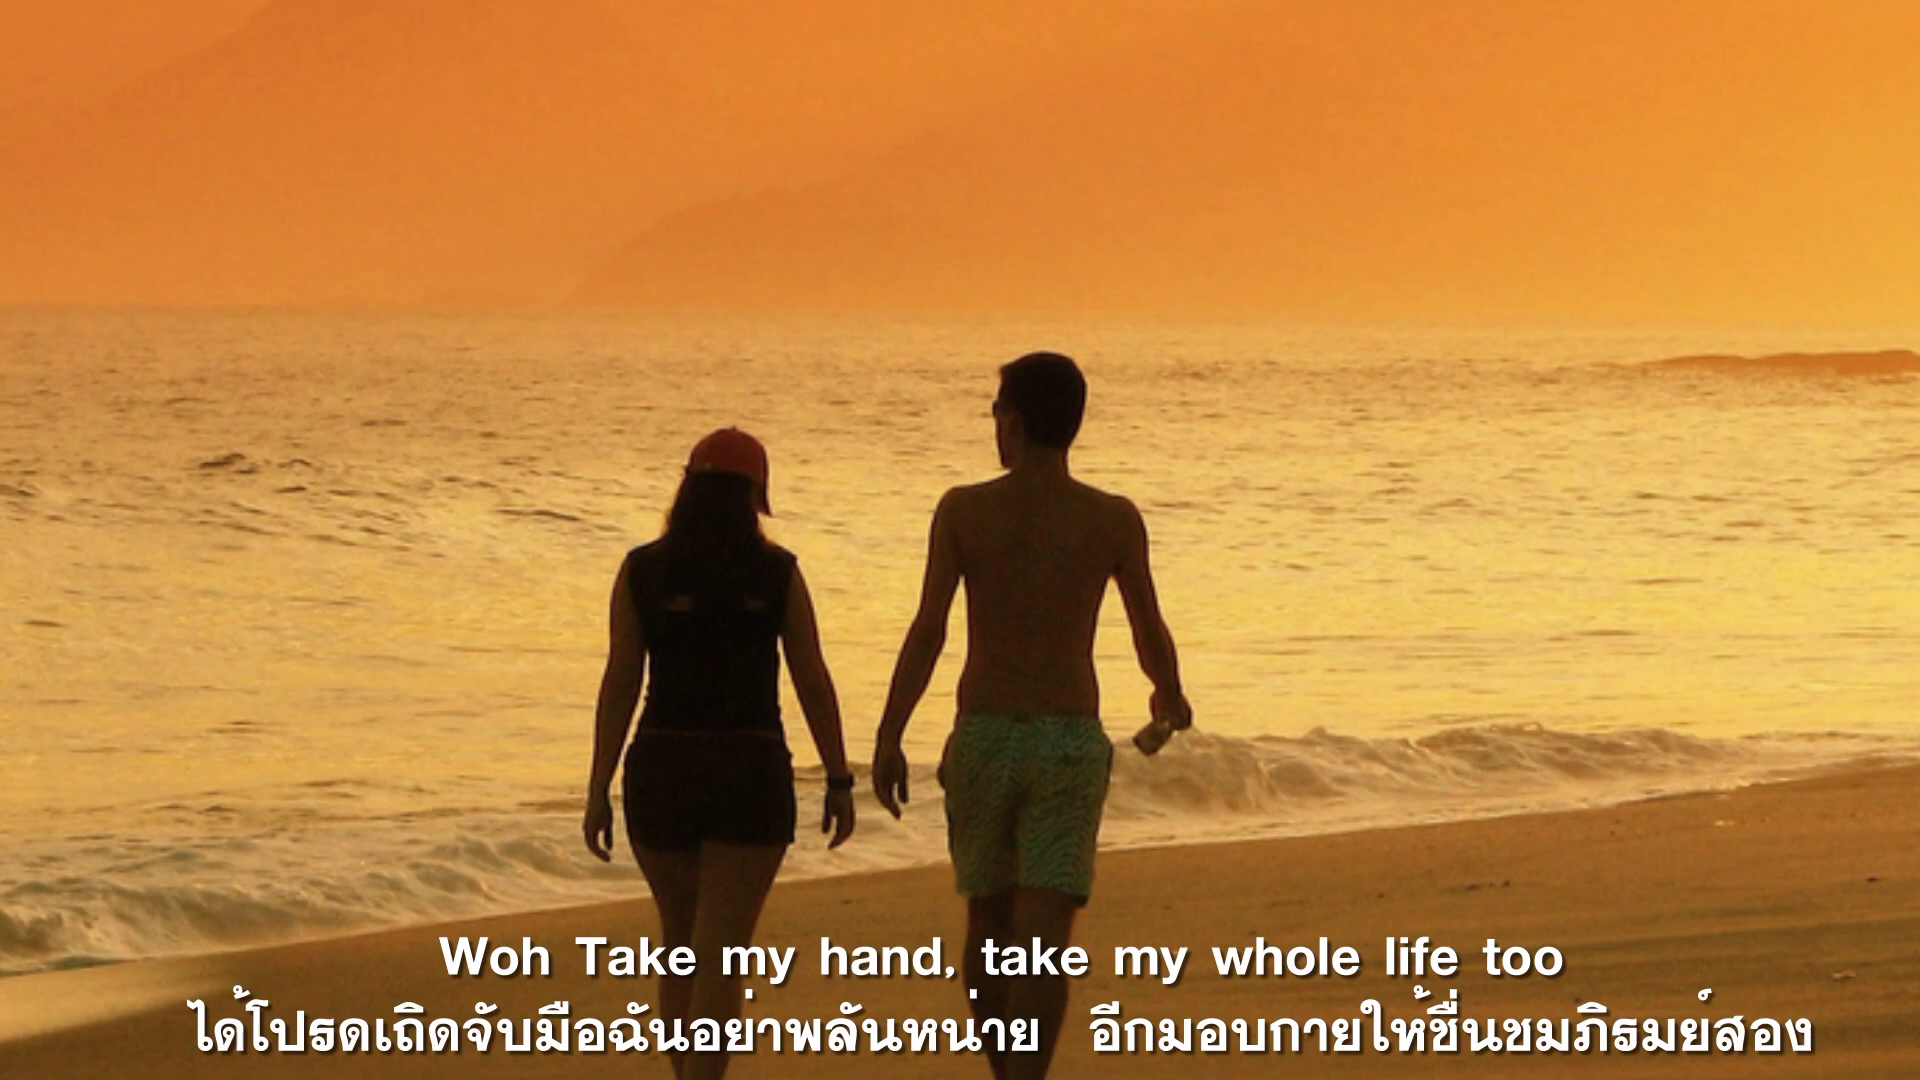 Woh Take my hand, take my whole life too
ได้โปรดเถิดจับมือฉันอย่าพลันหน่าย อีกมอบกายให้ชื่นชมภิรมย์สอง